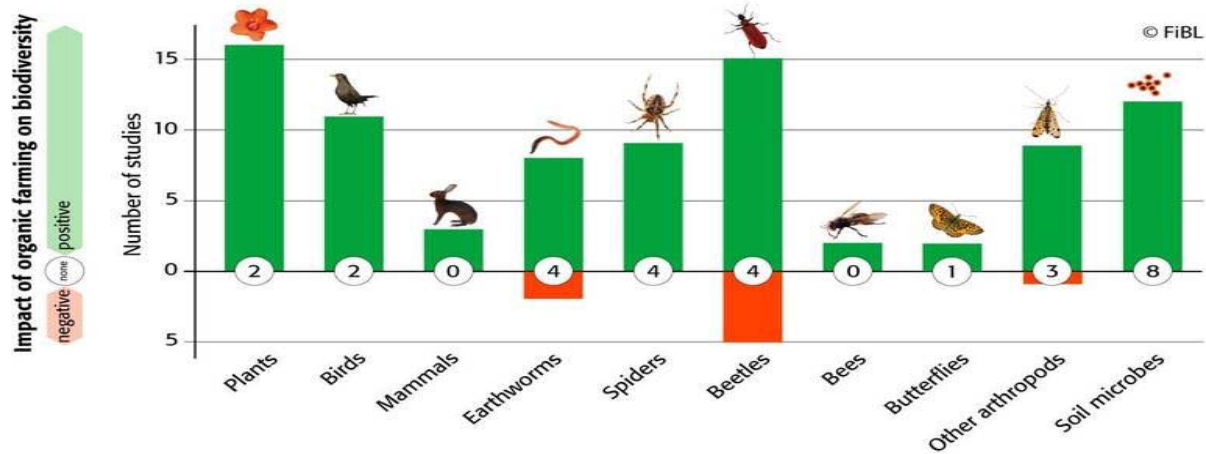 Impact of organic farming on biodiversity
negative
none
positive
Number of studies
15
10
5
0
5
© FiBL
2
2
0
4
4
4
0
1
3
8
Plants
Birds
Mammals
Earthworms
Spiders
Beetles
Bees
Butterflies
Other arthropods
Soil microbes